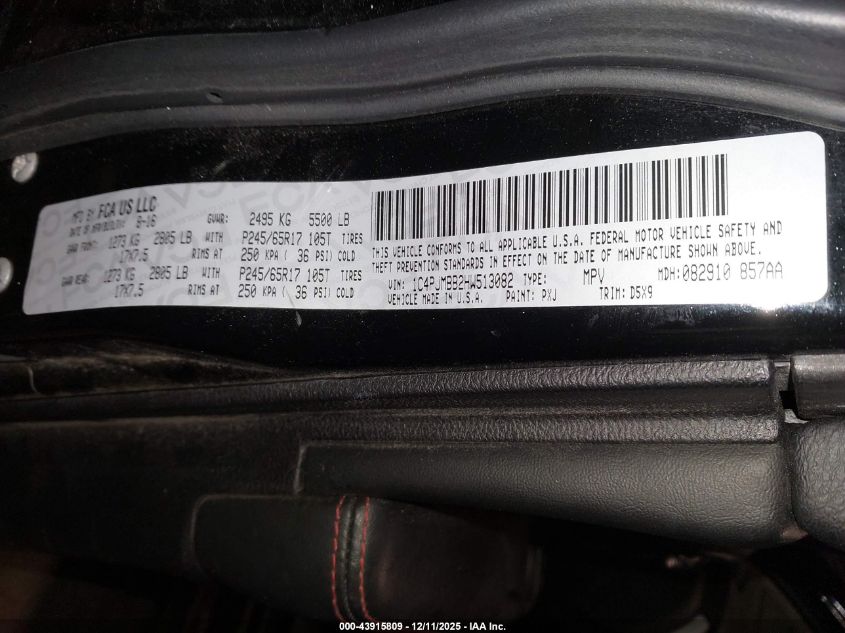 MFD BY FCA US LLC
DATE OF MFR 8-16 GVWR: 2495 KG 5500 LB
GAWR FRONT: 1273 KG 2805 LB WITH P245/65R17 105T TIRES
17X7.5 RIMS AT 250 KPA ( 36 PSI) COLD
GAWR REAR: 1273 KG 2805 LB WITH P245/65R17 105T TIRES
17X7.5 RIMS AT 250 KPA ( 36 PSI) COLD
THIS VEHICLE CONFORMS TO ALL APPLICABLE U.S.A. FEDERAL MOTOR VEHICLE SAFETY AND
THEFT PREVENTION STANDARDS IN EFFECT ON THE DATE OF MANUFACTURE SHOWN ABOVE.
VIN: 1C4PJMBB2HW513082 TYPE: MPV MDH: 082910 857AA
VEHICLE MADE IN U.S.A. PAINT: PXJ TRIM: D5X9
000-43915809 - 12/11/2025 - IAA Inc.